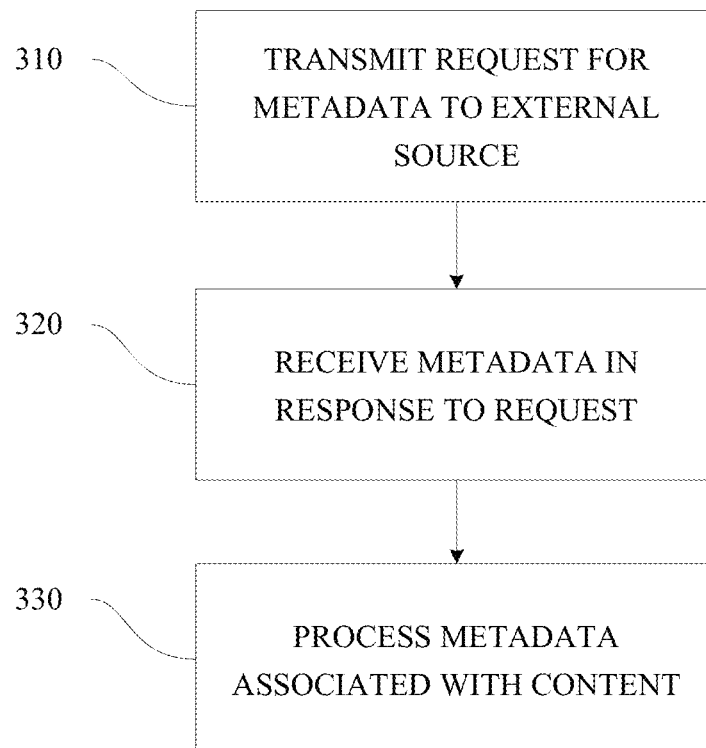 310
TRANSMIT REQUEST FOR
METADATA TO EXTERNAL
SOURCE
320
RECEIVE METADATA IN
RESPONSE TO REQUEST
330
PROCESS METADATA
ASSOCIATED WITH CONTENT